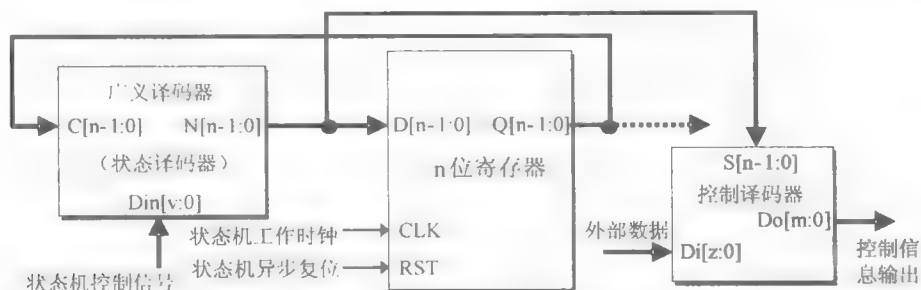 广义译码器
C[n-1:0] N[n-1:0]
（状态译码器）
Din[v:0]
状态机控制信号
D[n-1:0] Q[n-1:0]
n位寄存器
状态机工作时钟
CLK
状态机异步复位
RST
S[n-1:0]
控制译码器
Do[m:0]
外部数据
Di[z:0]
控制信
息输出